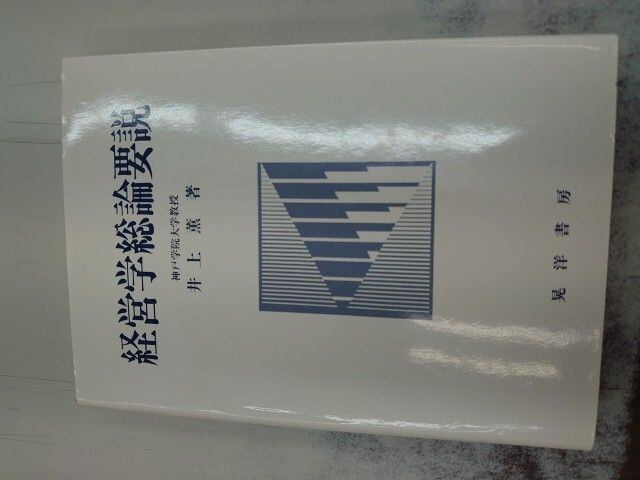 経営学総論要説
神戸学院大学教授
井上薫著
晃洋書房